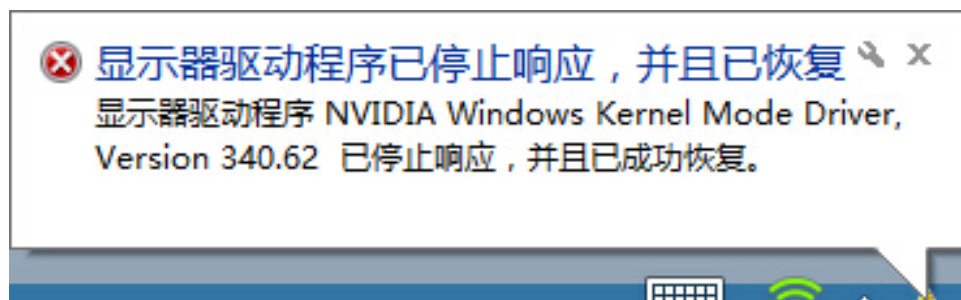 显示器驱动程序已停止响应，并且已恢复
显示器驱动程序 NVIDIA Windows Kernel Mode Driver,
Version 340.62 已停止响应，并且已成功恢复。